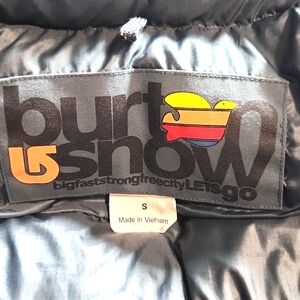 burton
snow
bigfaststrongfreecityLETsgo
S
Made in Vietnam